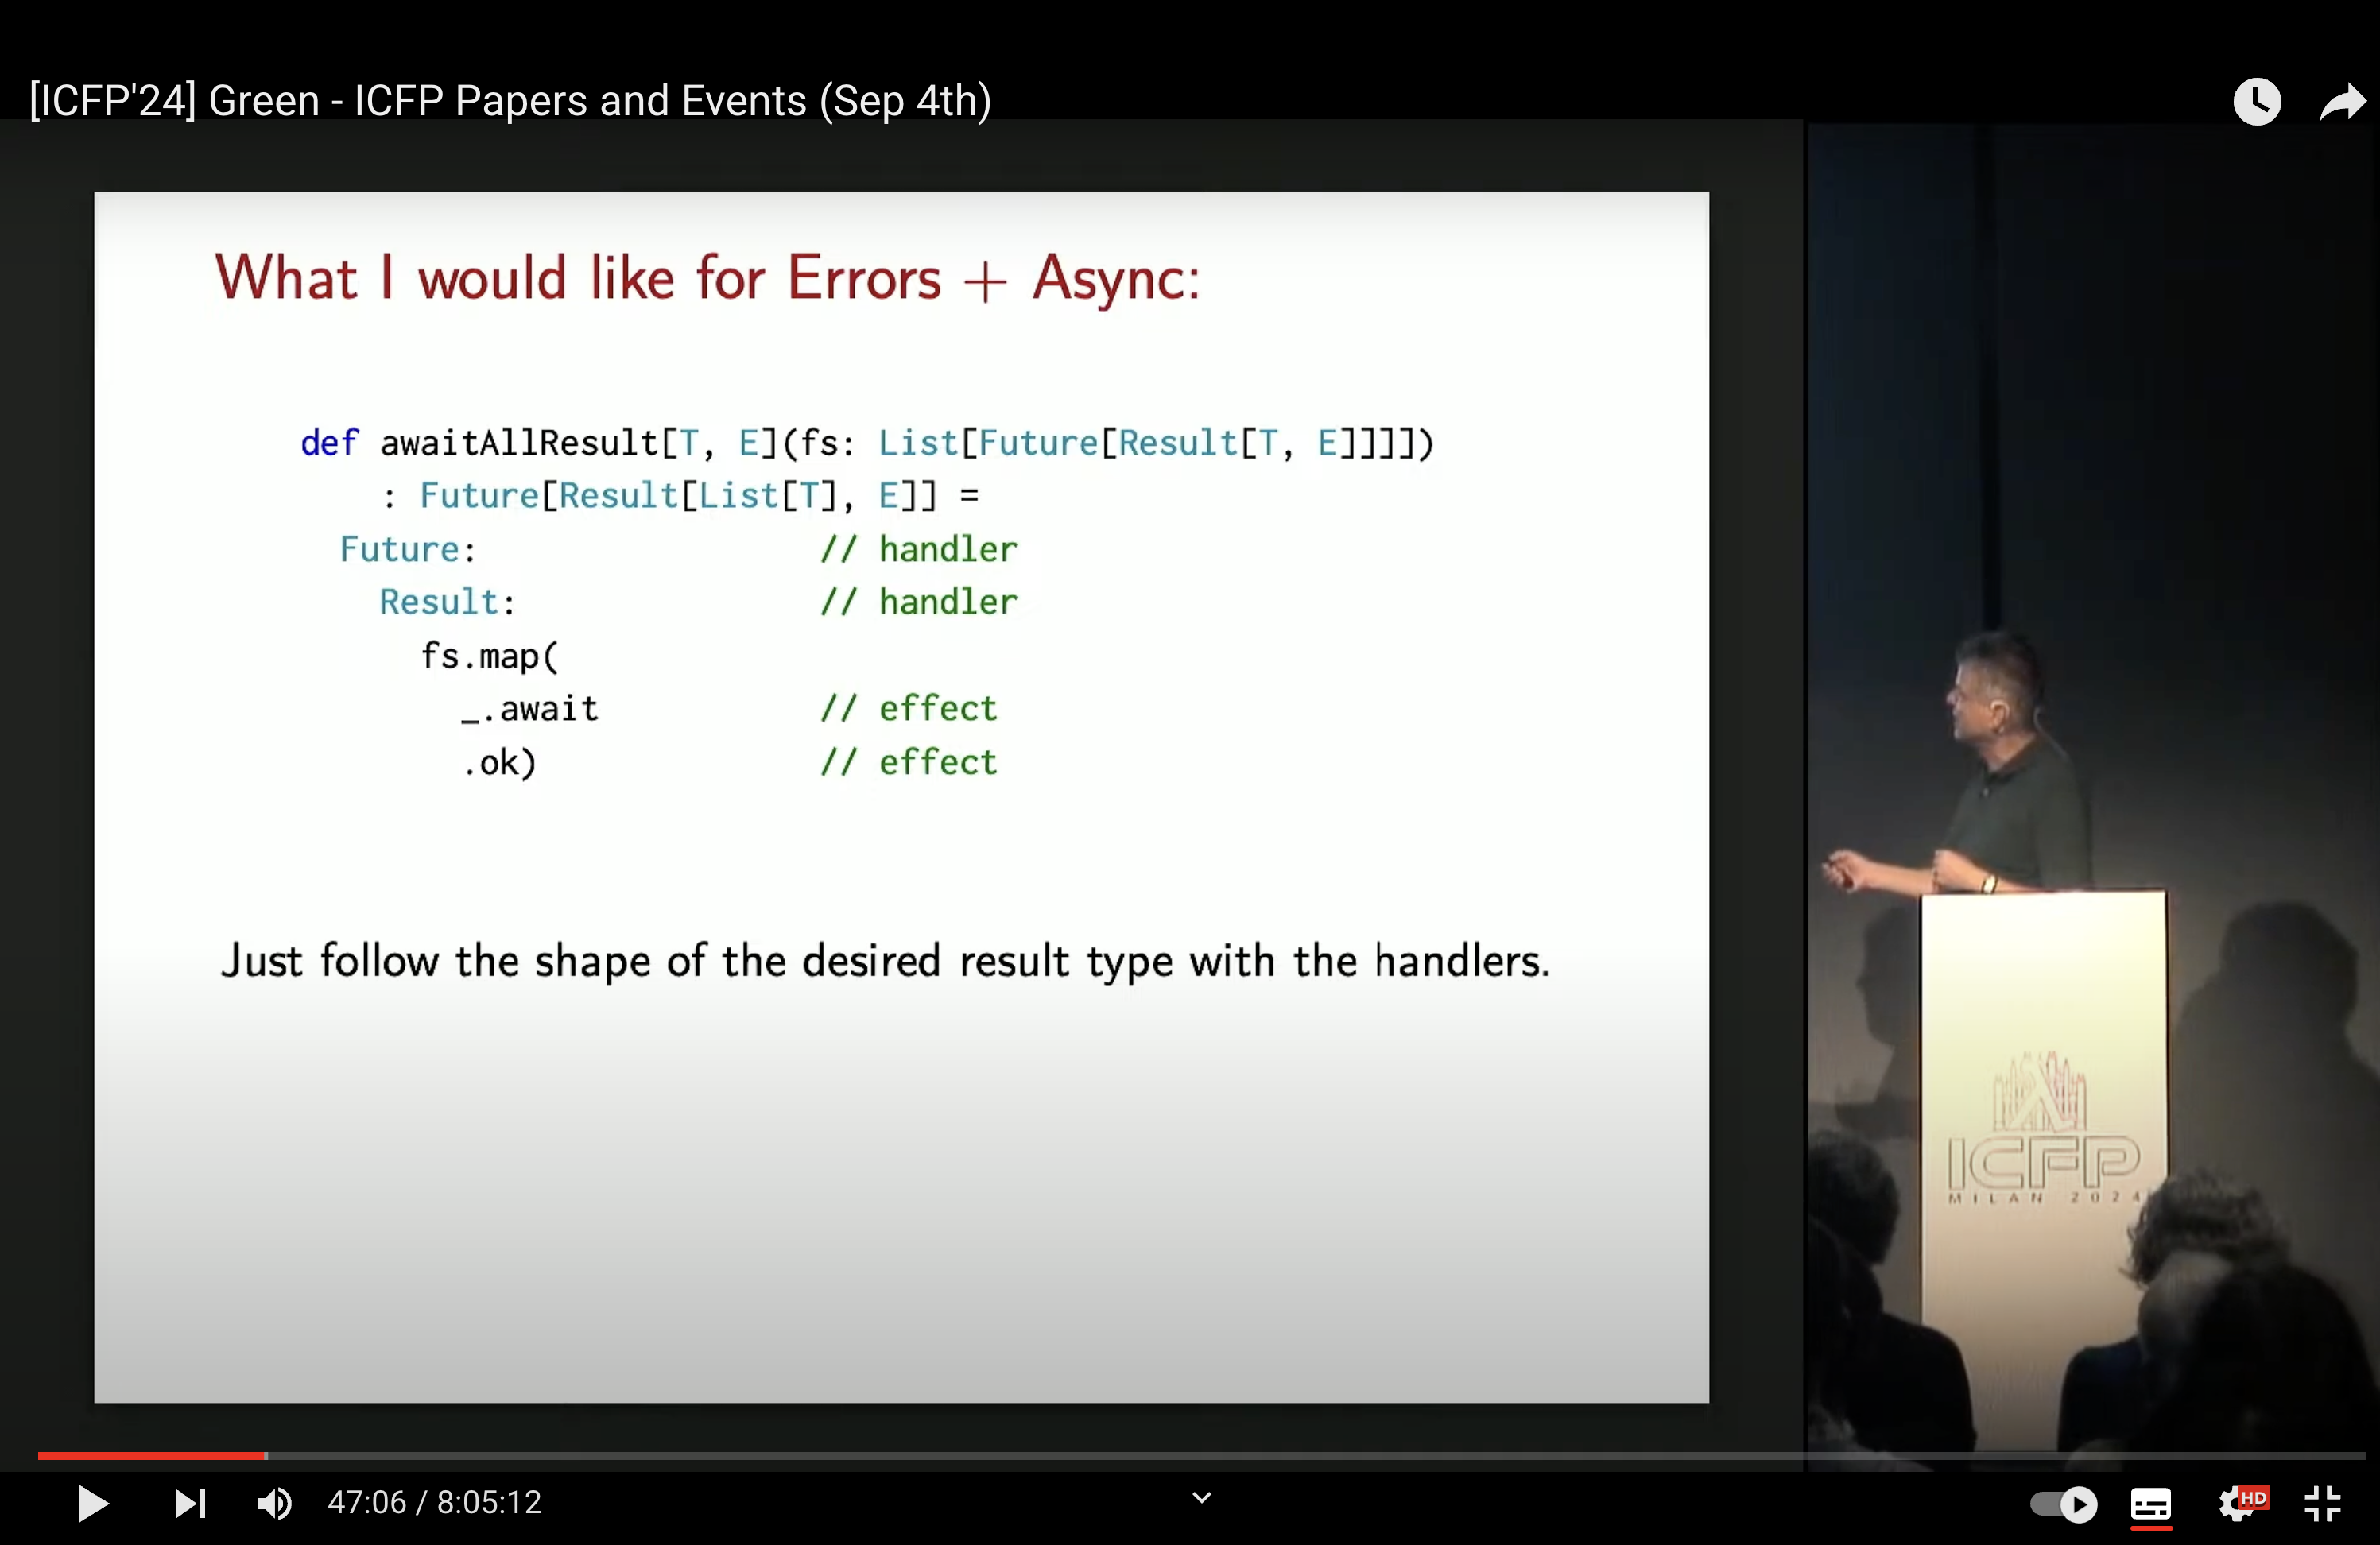 [ICFP'24] Green - ICFP Papers and Events (Sep 4th)
What I would like for Errors + Async:
def awaitAllResult[T, E](fs: List[Future[Result[T, E]]]])
: Future[Result[List[T], E]] =
Future: // handler
Result: // handler
fs.map(
_.await // effect
.ok) // effect
Just follow the shape of the desired result type with the handlers.
ICFP
MILAN 2024
47:06 / 8:05:12
HD